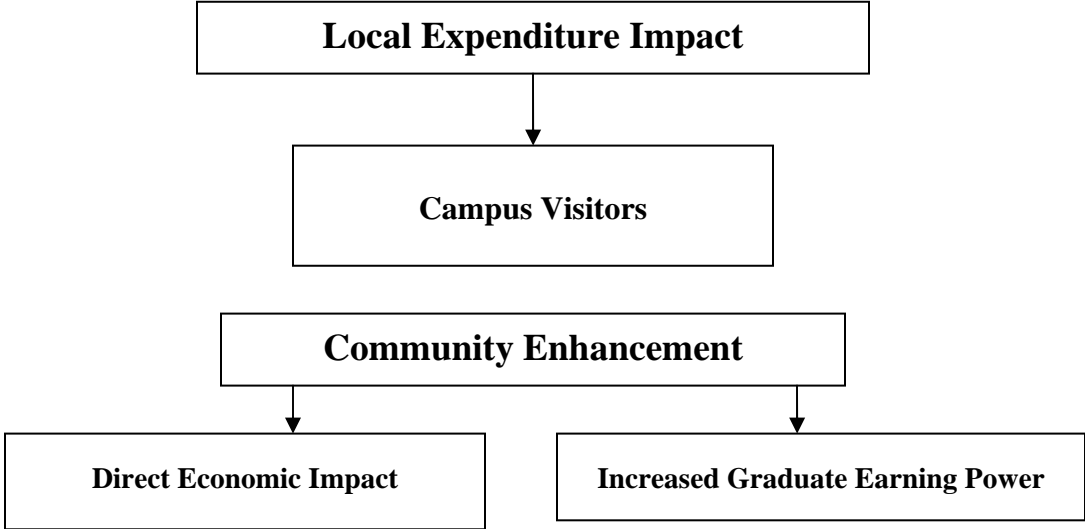 Local Expenditure Impact
Campus Visitors
Community Enhancement
Direct Economic Impact
Increased Graduate Earning Power